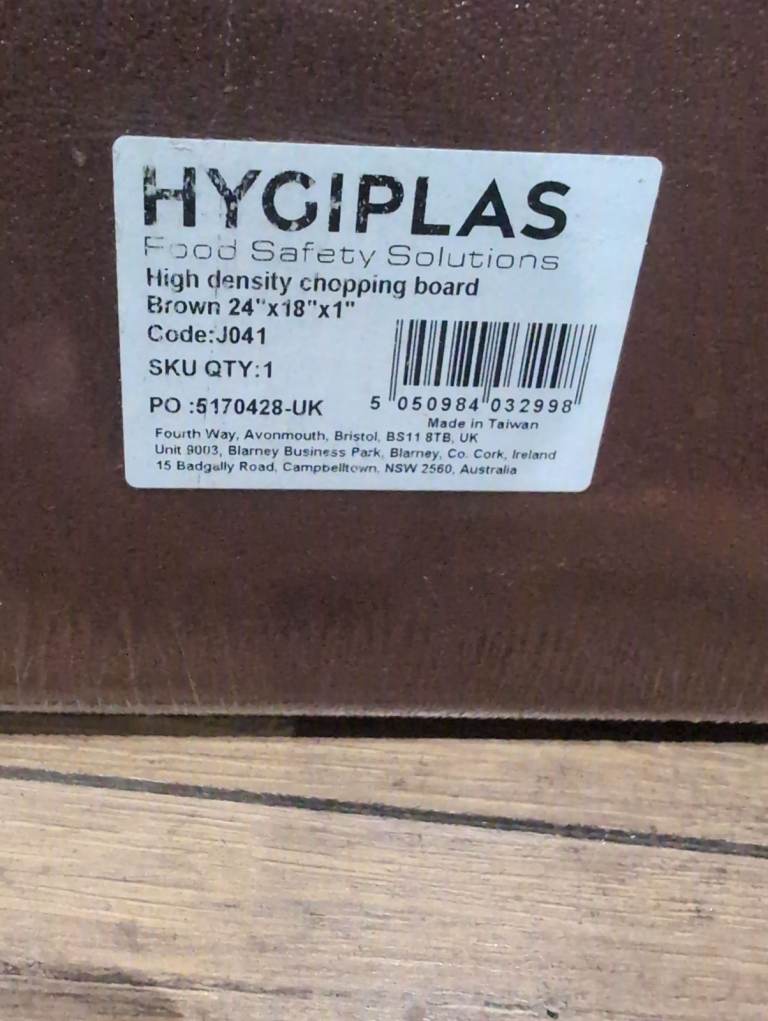 HYGIPLAS
Food Safety Solutions
High density chopping board
Brown 24"x18"x1"
Code:J041
SKU QTY:1
PO :5170428-UK
5 050984 032998
Made in Taiwan
Fourth Way, Avonmouth, Bristol, BS11 8TB, UK
Unit 9003, Blarney Business Park, Blarney, Co. Cork, Ireland
15 Badgally Road, Campbelltown, NSW 2560, Australia